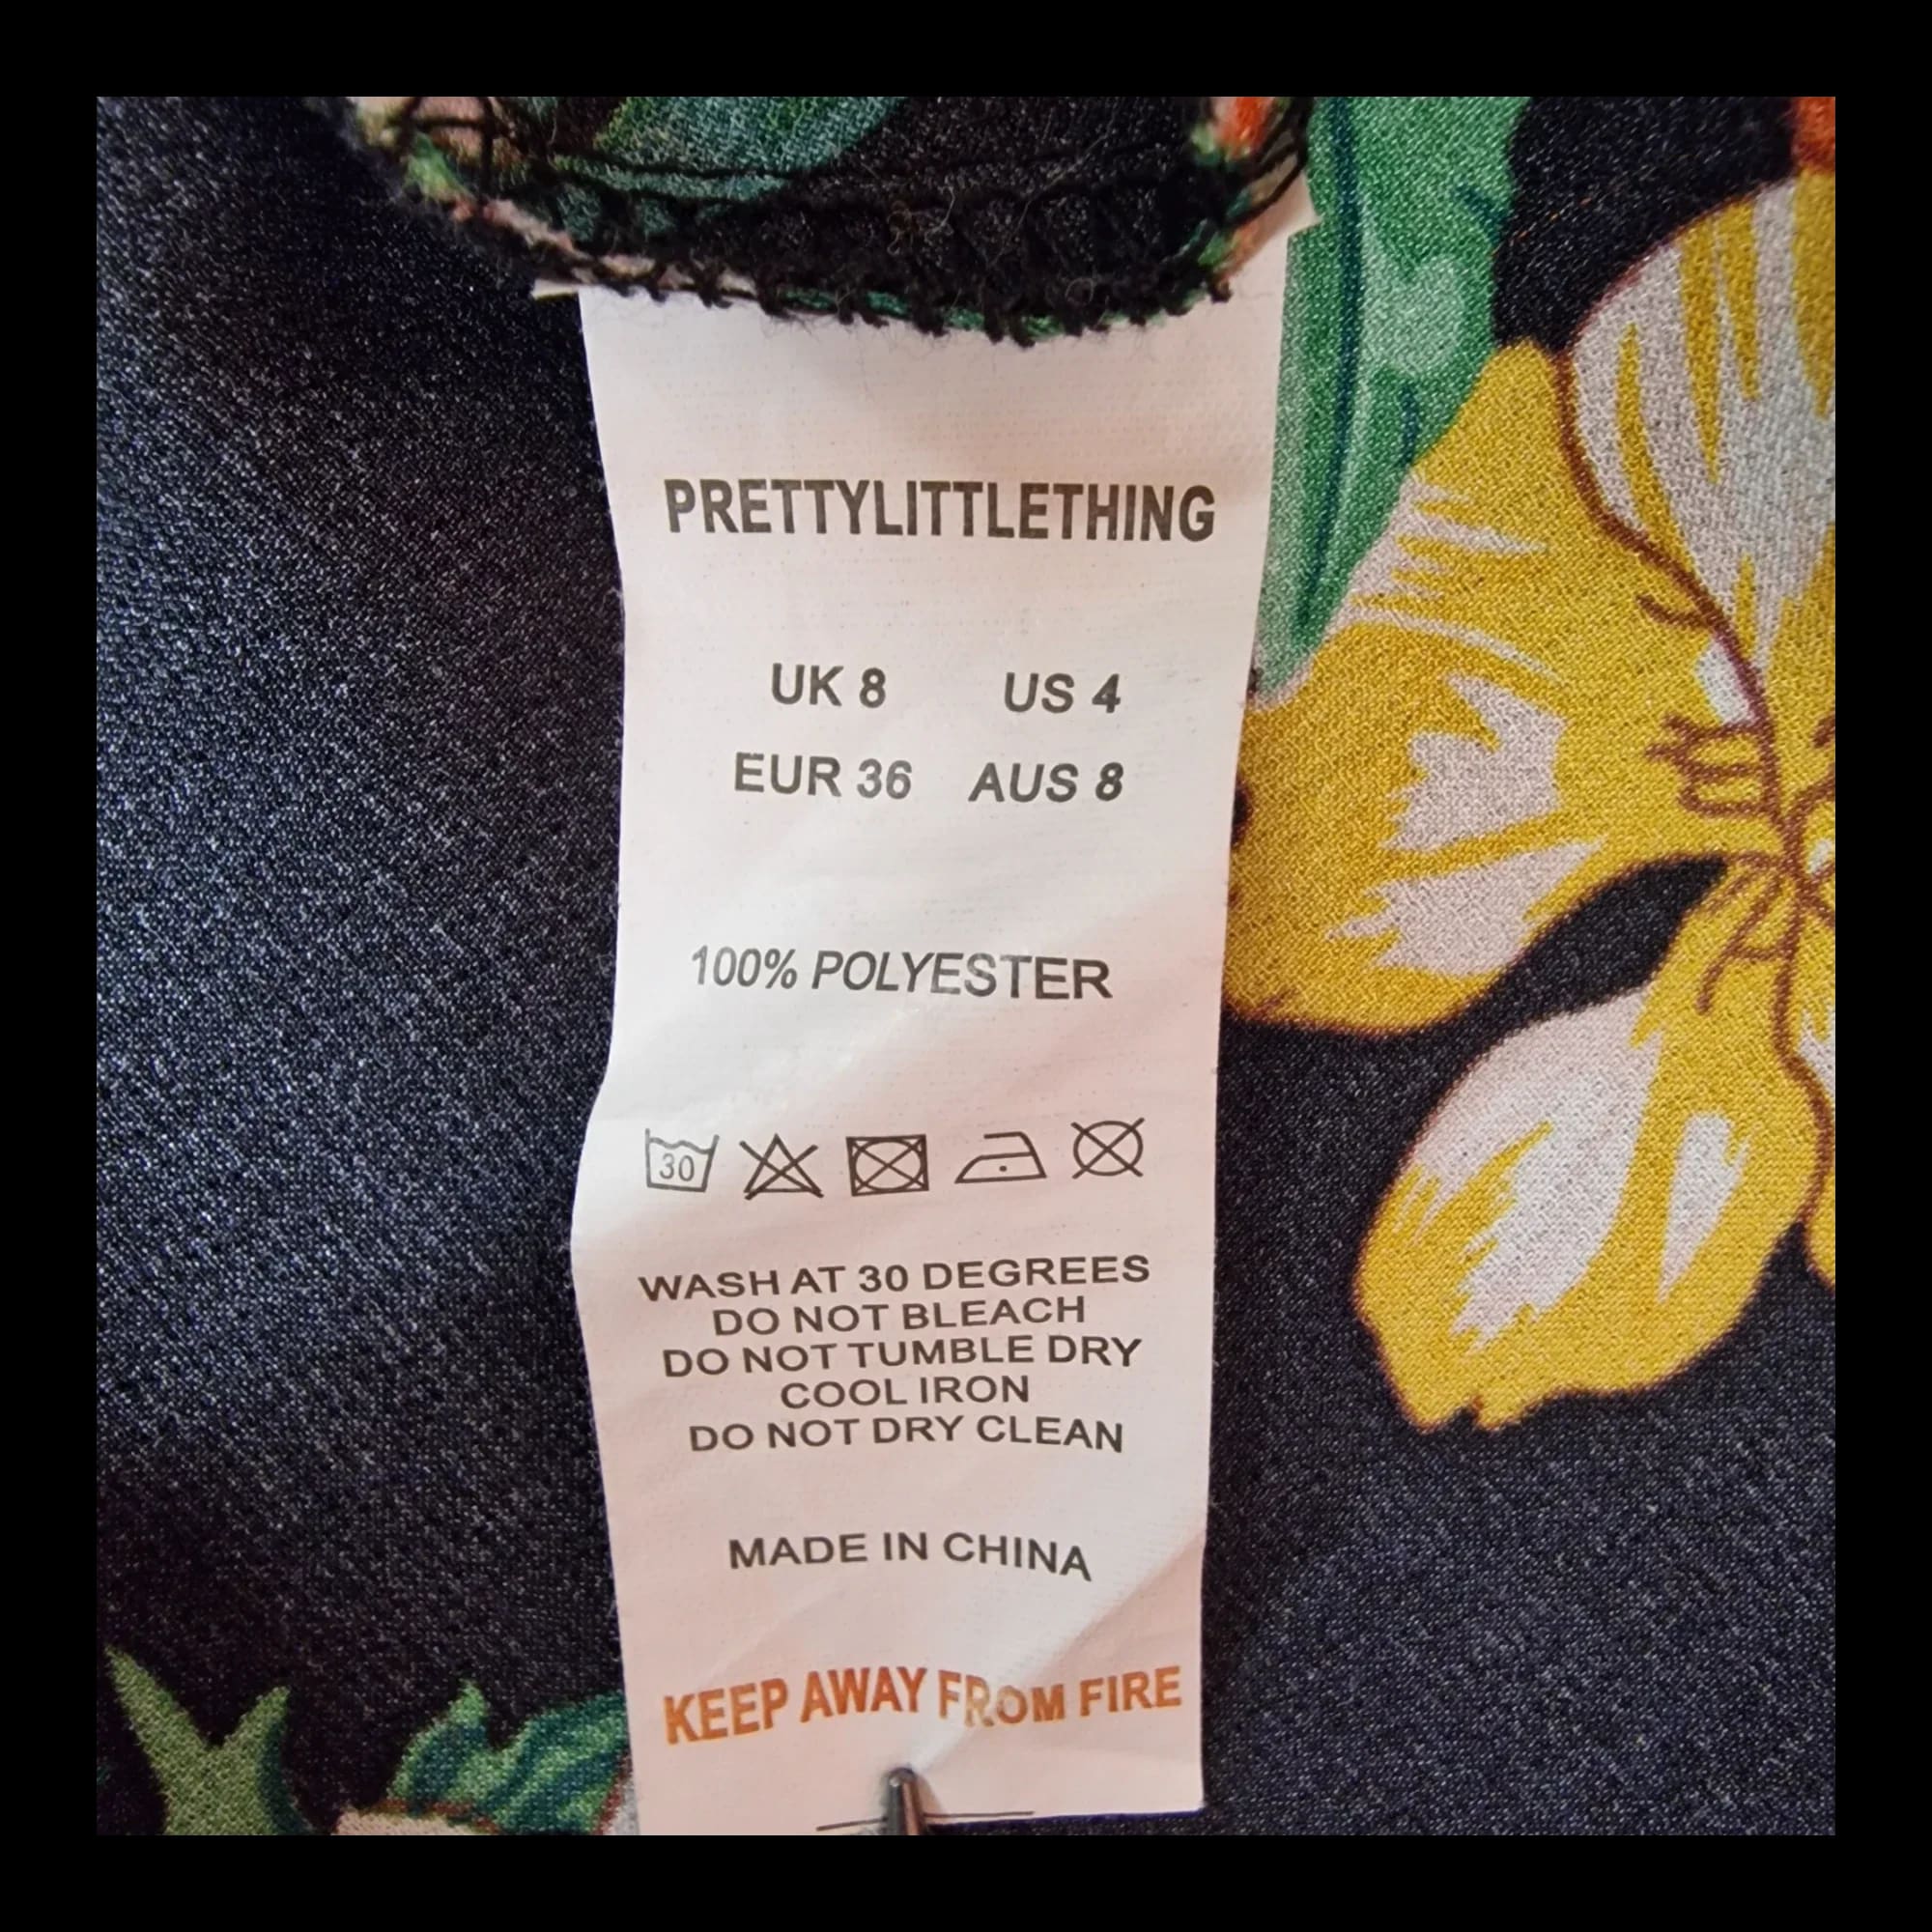 PRETTYLITTLETHING
UK 8 US 4
EUR 36 AUS 8
100% POLYESTER
30
WASH AT 30 DEGREES
DO NOT BLEACH
DO NOT TUMBLE DRY
COOL IRON
DO NOT DRY CLEAN
MADE IN CHINA
KEEP AWAY FROM FIRE